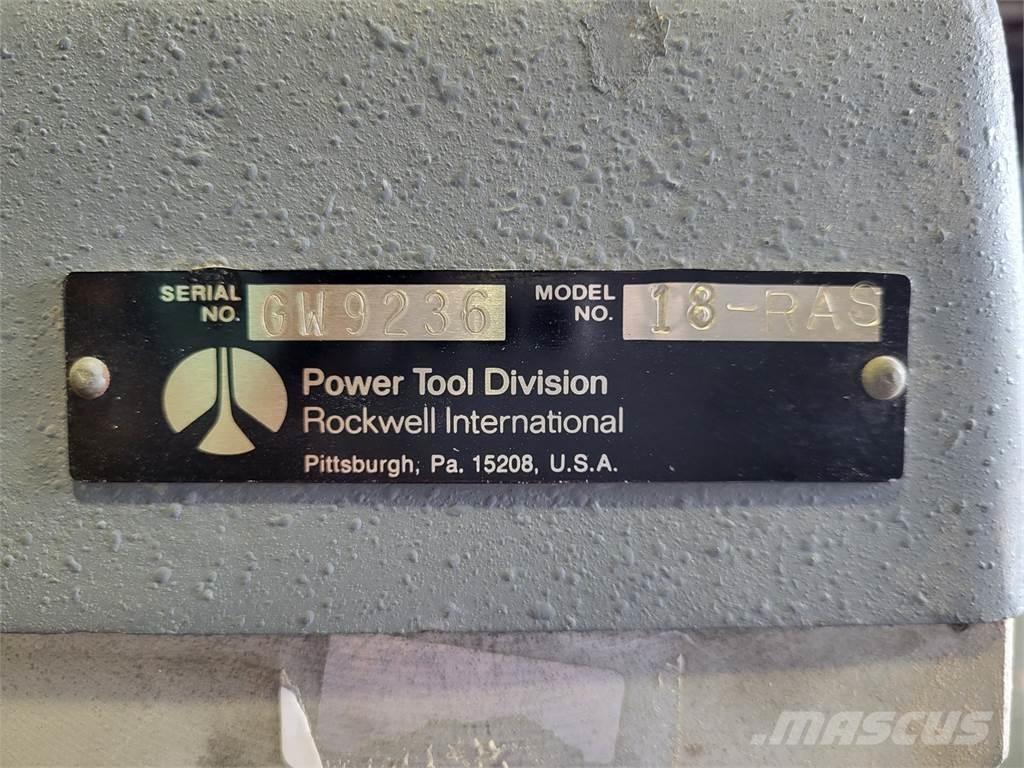 SERIAL NO. GW9236 MODEL NO. 18-RAS
Power Tool Division
Rockwell International
Pittsburgh, Pa. 15208, U.S.A.
MASCUS